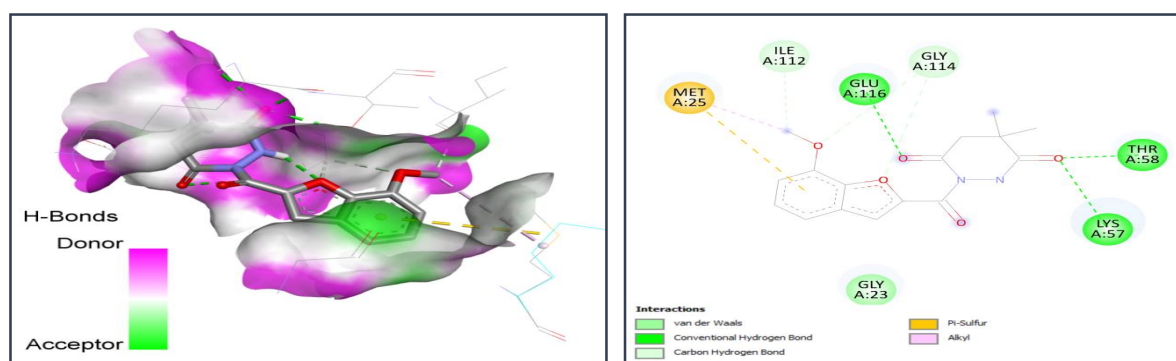 H-Bonds
Donor
Acceptor
ILE
A:112
GLY
A:114
GLU
A:116
MET
A:25
THR
A:58
LYS
A:57
GLY
A:23
O
O
O
O
O
N
N
Interactions
van der Waals
Conventional Hydrogen Bond
Carbon Hydrogen Bond
Pi-Sulfur
Alkyl